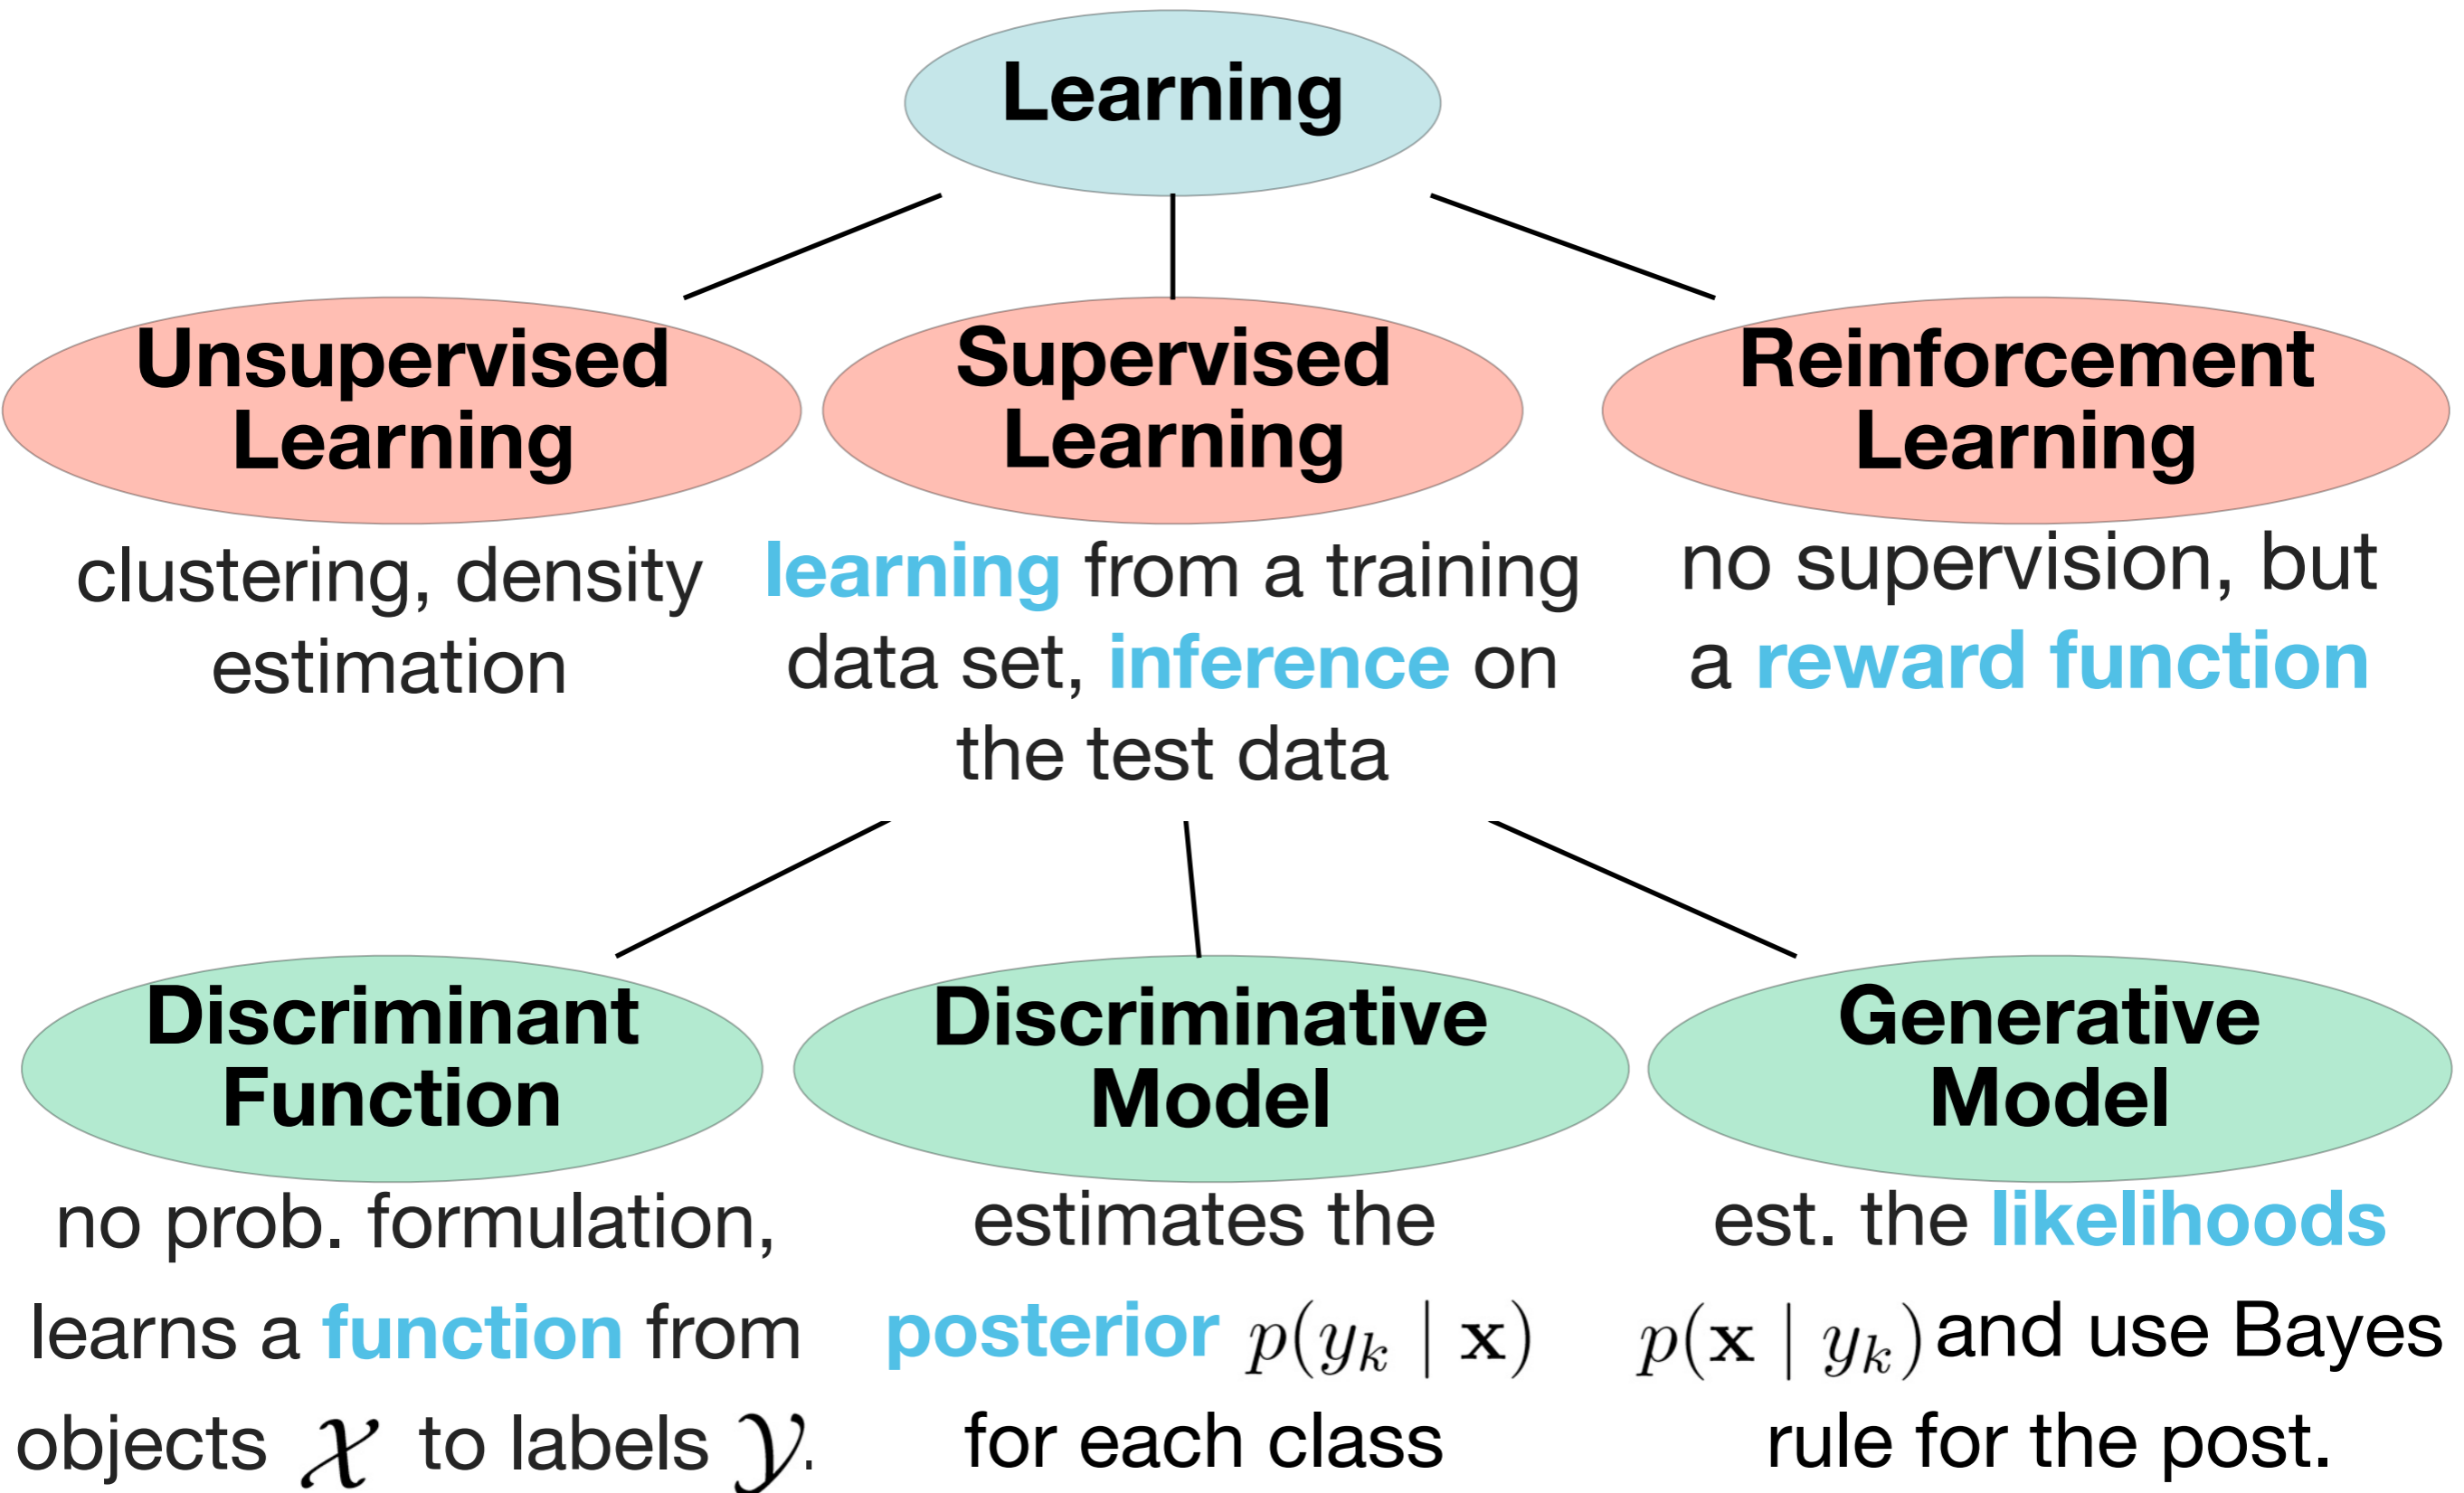 Learning
Unsupervised
Learning
Supervised
Learning
Reinforcement
Learning
clustering, density
estimation
learning from a training
data set, inference on
the test data
no supervision, but
a reward function
Discriminant
Function
Discriminative
Model
Generative
Model
no prob. formulation,
learns a function from
objects 𝒳 to labels 𝒴.
estimates the
posterior p(y_k | x)
for each class
est. the likelihoods
p(x | y_k) and use Bayes
rule for the post.